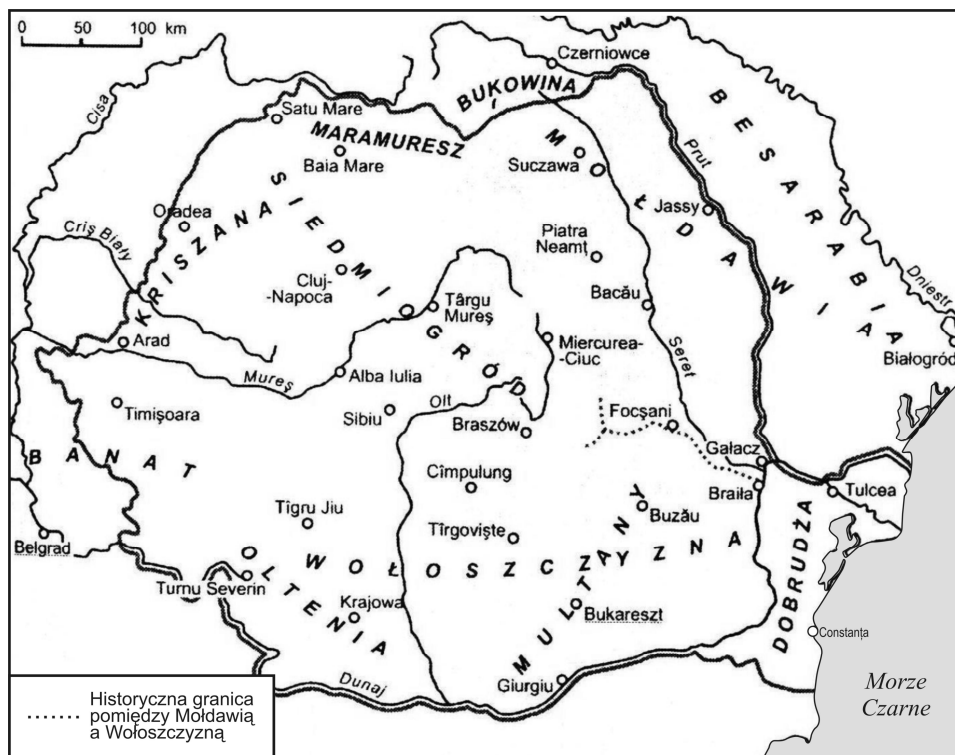 0 50 100 km
Czerniowce
BUKOWINA
Satu Mare
MARAMURESZ
Baia Mare
Suczawa
Cisa
BESARABIA
MOŁDAWIA
Prut
Jassy
Oradea
SIEDMIOGRÓD
KRISZANA
Criş Biały
Piatra
Neamț
Cluj-
-Napoca
Târgu
Mureş
Bacău
Dniestr
Arad
Miercurea-
-Ciuc
Seret
Białogród
Mureş
Alba Iulia
Timişoara
Sibiu
Olt
Braszów
Focşani
BANAT
Gałacz
Cîmpulung
Braiła
Tulcea
Tîgru Jiu
Buzău
Tîrgovişte
Belgrad
WOŁOSZCZYZNA
MULTANY
DOBRUDŻA
OLTENIA
Turnu Severin
Krajowa
Bukareszt
Constanța
Dunaj
Giurgiu
Morze
Czarne
Historyczna granica
pomiędzy Mołdawią
a Wołoszczyzną